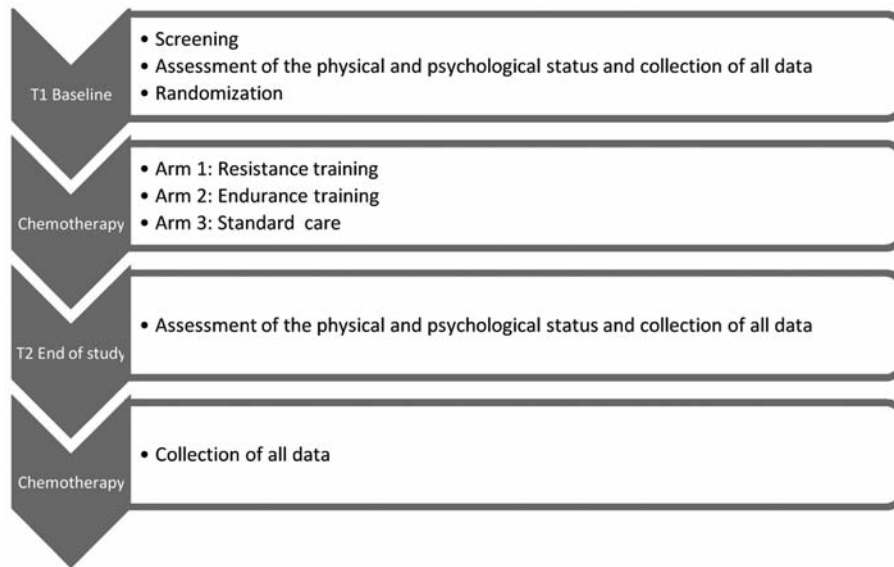 T1 Baseline
• Screening
• Assessment of the physical and psychological status and collection of all data
• Randomization
Chemotherapy
• Arm 1: Resistance training
• Arm 2: Endurance training
• Arm 3: Standard care
T2 End of study
• Assessment of the physical and psychological status and collection of all data
Chemotherapy
• Collection of all data